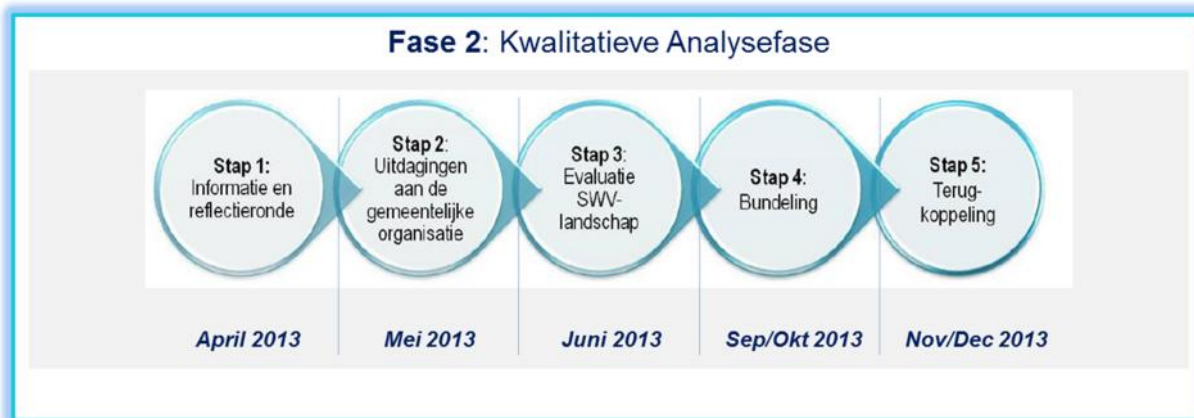 Fase 2: Kwalitatieve Analysefase
Stap 1:
Informatie en
reflectieronde
Stap 2:
Uitdagingen
aan de
gemeentelijke
organisatie
Stap 3:
Evaluatie
SWV-
landschap
Stap 4:
Bundeling
Stap 5:
Terug-
koppeling
April 2013
Mei 2013
Juni 2013
Sep/Okt 2013
Nov/Dec 2013